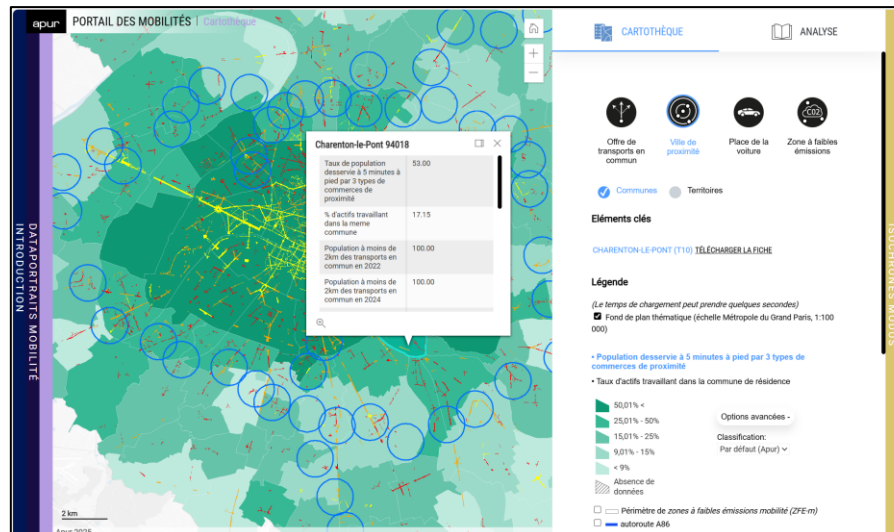 apur PORTAIL DES MOBILITÉS | Cartothèque
INTRODUCTION
DATAPORTRAITS MOBILITÉ
Charenton-le-Pont 94018
Taux de population
desservie à 5 minutes à
pied par 3 types de
commerces de
proximité
53.00
% d'actifs travaillant
dans la meme
commune
17.15
Population à moins de
2km des transports en
commun en 2022
100.00
Population à moins de
2km des transports en
commun en 2024
100.00
2 km
Apur 2025
CARTOTHÈQUE
ANALYSE
Offre de
transports en
commun
Ville de
proximité
Place de la
voiture
CO2
Zone à faibles
émissions
Communes
Territoires
Eléments clés
CHARENTON-LE-PONT (T10) TÉLÉCHARGER LA FICHE
Légende
(Le temps de chargement peut prendre quelques secondes)
Fond de plan thématique (échelle Métropole du Grand Paris, 1:100
000)
• Population desservie à 5 minutes à pied par 3 types de
commerces de proximité
• Taux d'actifs travaillant dans la commune de résidence
50,01% <
25,01% - 50%
15,01% - 25%
9,01% - 15%
< 9%
Absence de
données
Options avancées -
Classification:
Par défaut (Apur)
Périmètre de zones à faibles émissions mobilité (ZFE-m)
autoroute A86
ISOCHRONES MODUS